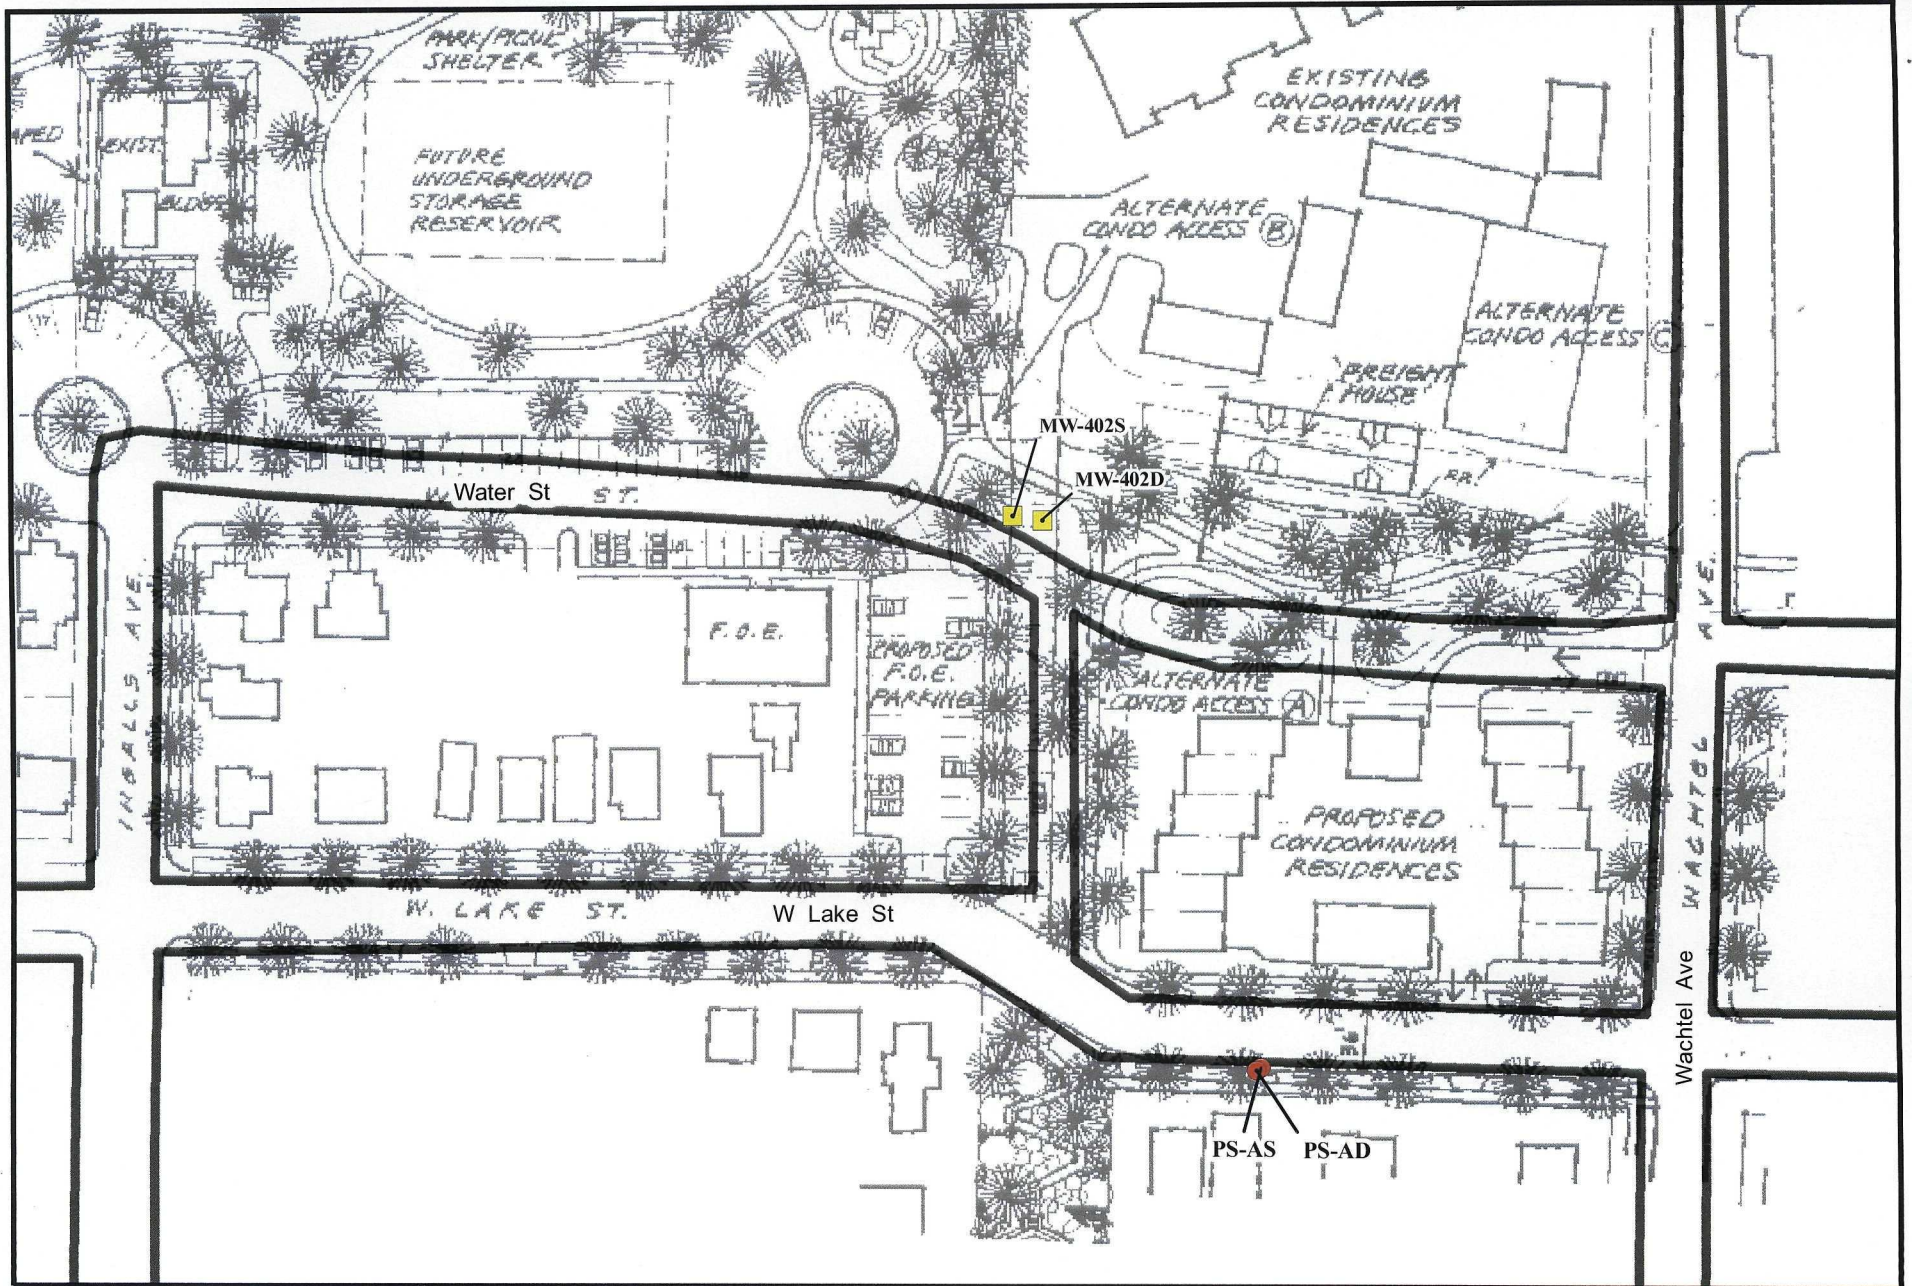 PARK/PICNIC
SHELTER
APED
EXIST.
BLDGS.
FUTURE
UNDERGROUND
STORAGE
RESERVOIR
EXISTING
CONDOMINIUM
RESIDENCES
ALTERNATE
CONDO ACCESS B
ALTERNATE
CONDO ACCESS C
FREIGHT
HOUSE
R.R.
MW-402S
MW-402D
W
Water St
ST.
INGALLS AVE.
F.O.E.
PROPOSED
F.O.E.
PARKING
ALTERNATE
CONDO ACCESS A
PROPOSED
CONDOMINIUM
RESIDENCES
WACHTEL AVE.
Wachtel Ave
W. LAKE ST.
W Lake St
36'
PS-AS
PS-AD